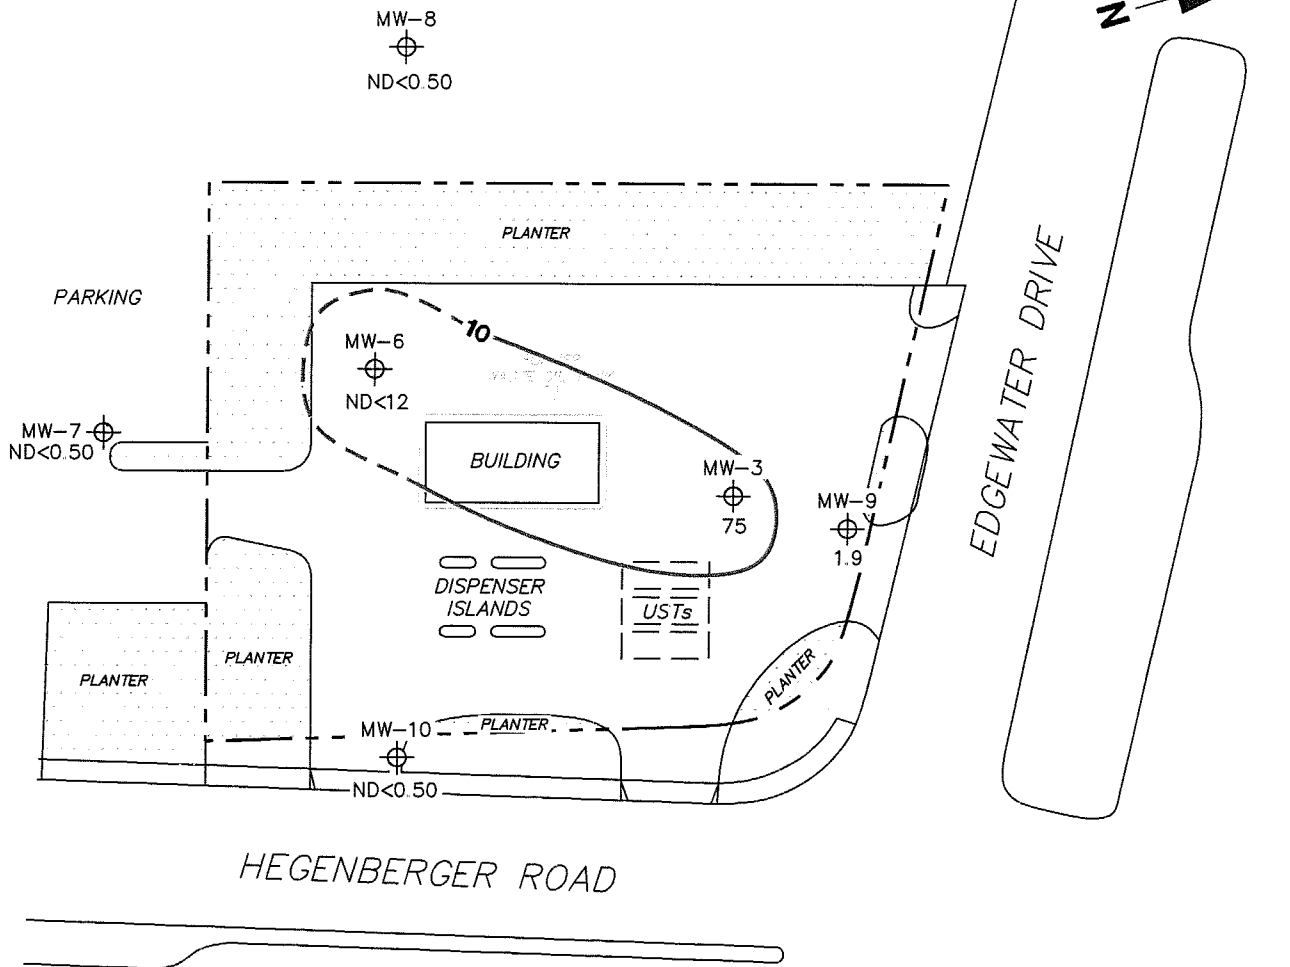 MW-8
ND<0.50
N
PLANTER
PARKING
EDGEWATER DRIVE
10
MW-6
ND<12
MW-7
ND<0.50
BUILDING
MW-3
75
MW-9
1.9
DISPENSER
ISLANDS
USTs
PLANTER
PLANTER
PLANTER
PLANTER
MW-10
ND<0.50
HEGENBERGER ROAD